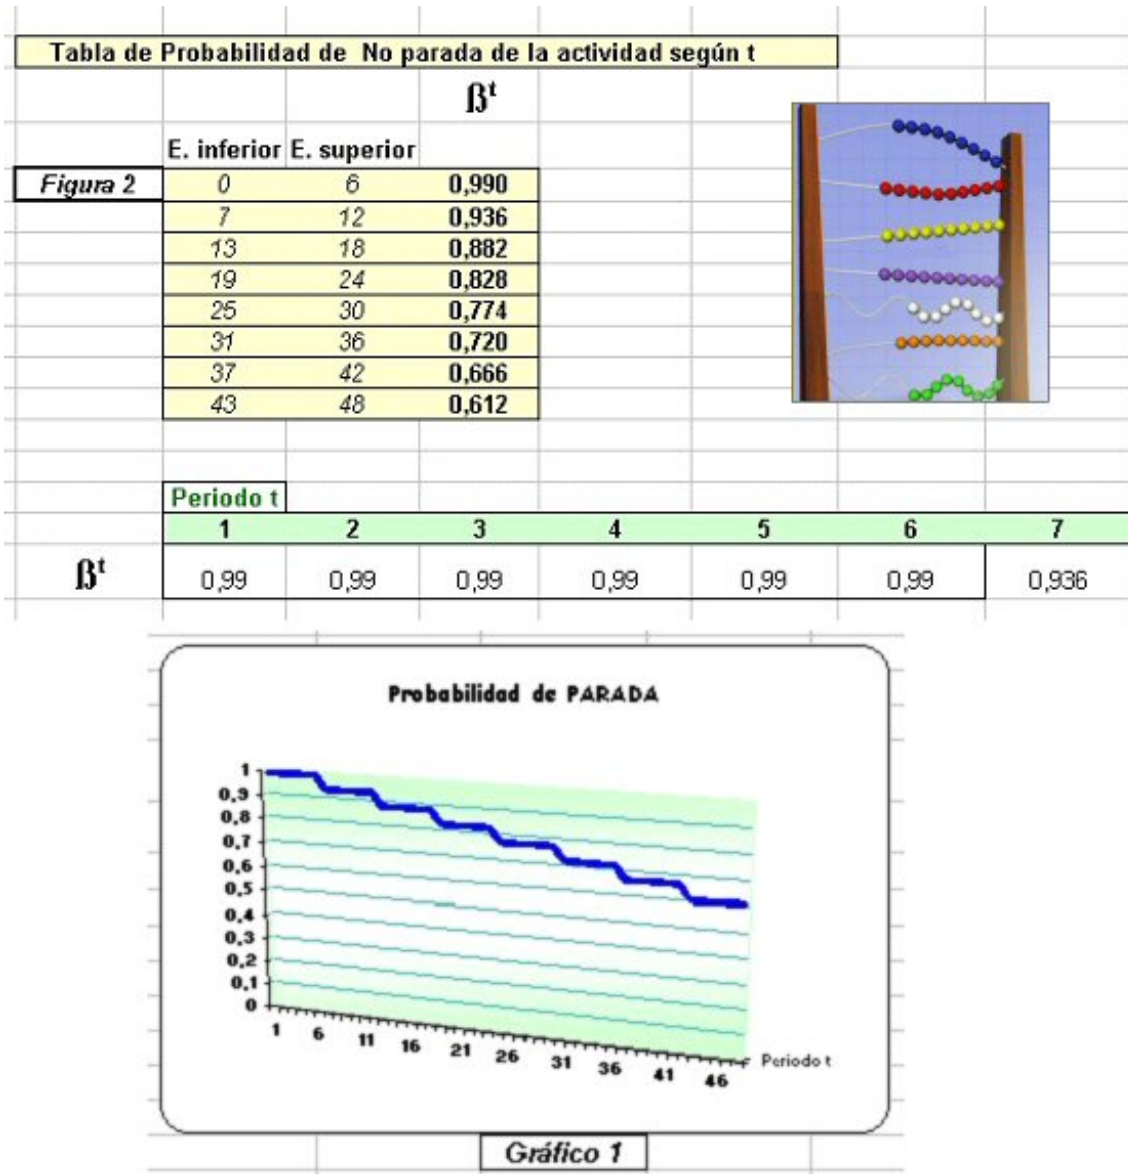 Tabla de Probabilidad de No parada de la actividad según t
ßᵗ
E. inferior E. superior
Figura 2 0 6 0,990
7 12 0,936
13 18 0,882
19 24 0,828
25 30 0,774
31 36 0,720
37 42 0,666
43 48 0,612
Periodo t
1 2 3 4 5 6 7
ßᵗ 0,99 0,99 0,99 0,99 0,99 0,99 0,936
Probabilidad de PARADA
1
0,9
0,8
0,7
0,6
0,5
0,4
0,3
0,2
0,1
0
1 6 11 16 21 26 31 36 41 46
Periodo t
Gráfico 1